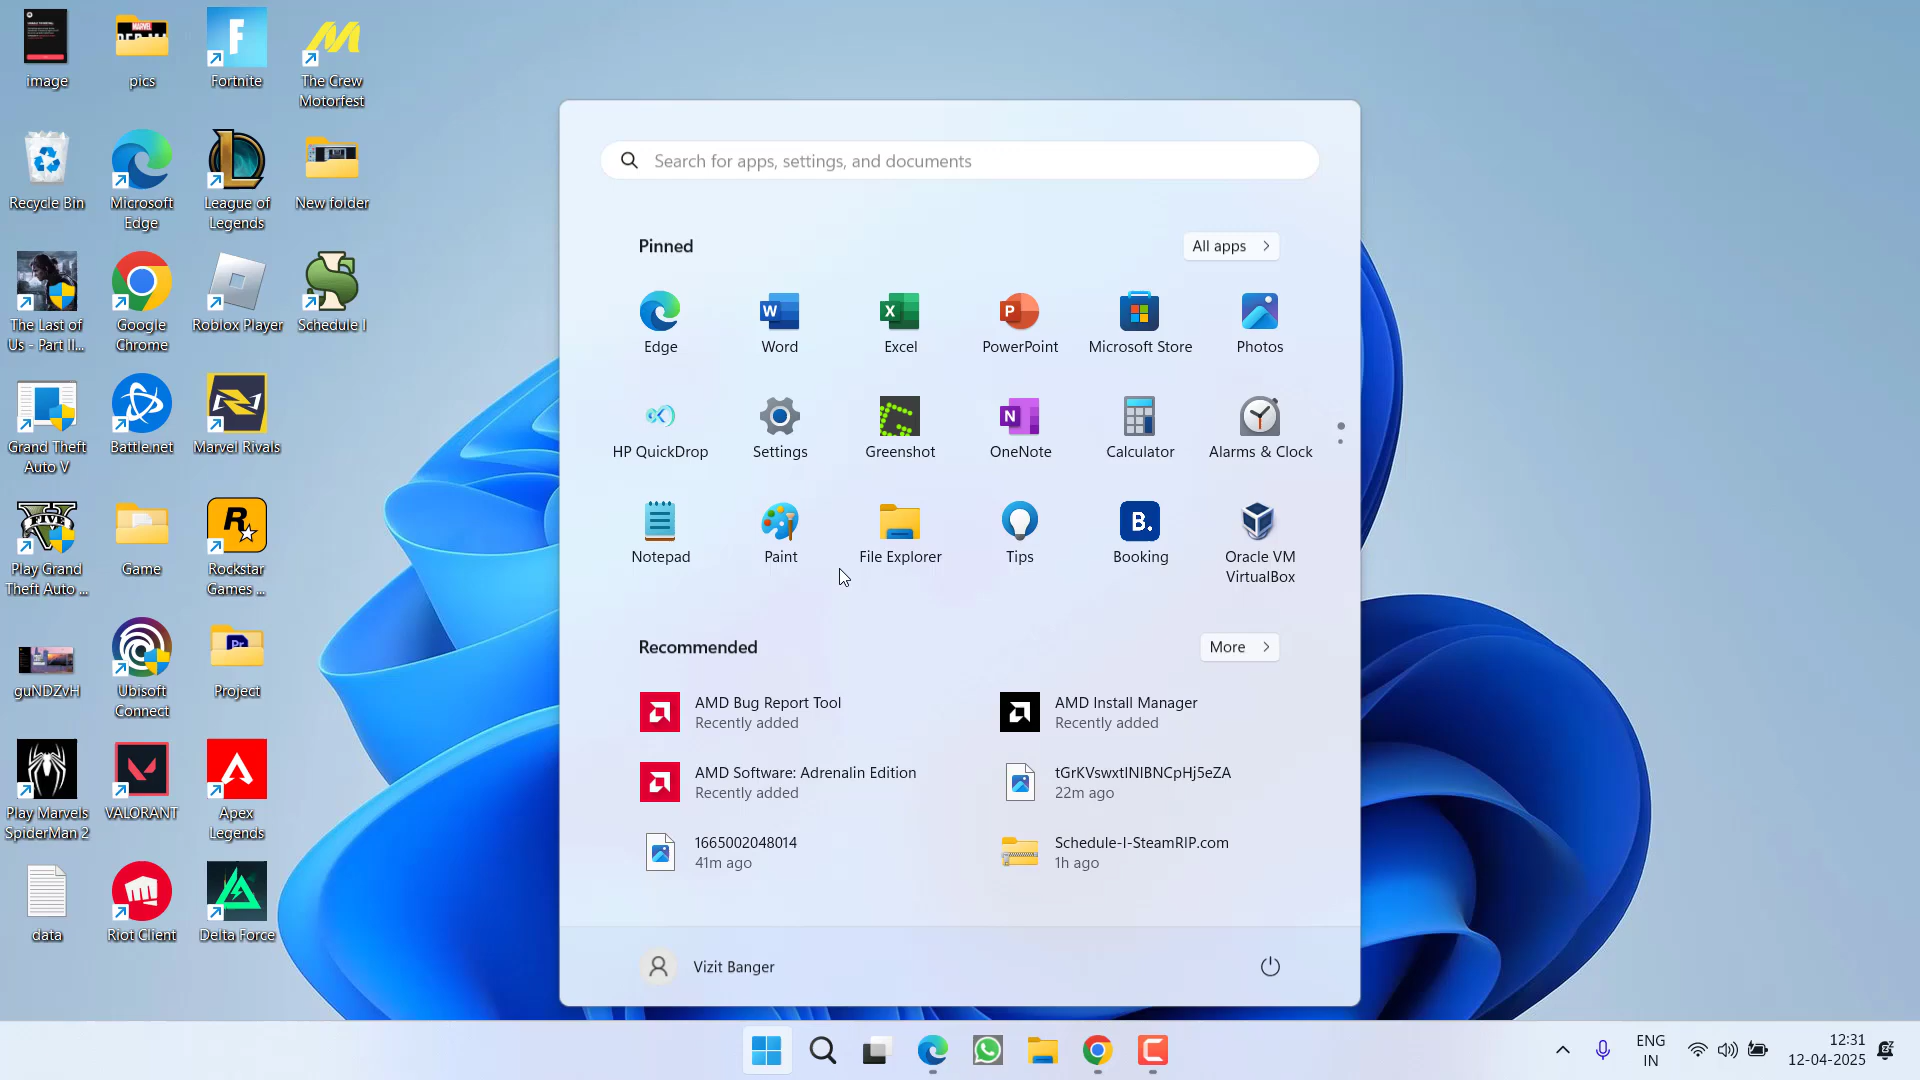 image
pics
Fortnite
The Crew
Motorfest
Recycle Bin
Microsoft
Edge
League of
Legends
New folder
The Last of
Us - Part II...
Google
Chrome
Roblox Player
Schedule I
Grand Theft
Auto V
Battle.net
Marvel Rivals
Play Grand
Theft Auto ...
Game
Rockstar
Games ...
guNDZvH
Ubisoft
Connect
Project
Play Marvels
SpiderMan 2
VALORANT
Apex
Legends
data
Riot Client
Delta Force
Search for apps, settings, and documents
Pinned
All apps
Edge
Word
Excel
PowerPoint
Microsoft Store
Photos
HP QuickDrop
Settings
Greenshot
OneNote
Calculator
Alarms & Clock
Notepad
Paint
File Explorer
Tips
Booking
Oracle VM
VirtualBox
Recommended
More
AMD Bug Report Tool
Recently added
AMD Install Manager
Recently added
AMD Software: Adrenalin Edition
Recently added
22m ago
1665002048014
41m ago
Schedule-I-SteamRIP.com
1h ago
Vizit Banger
ENG
IN
12:31
12-04-2025